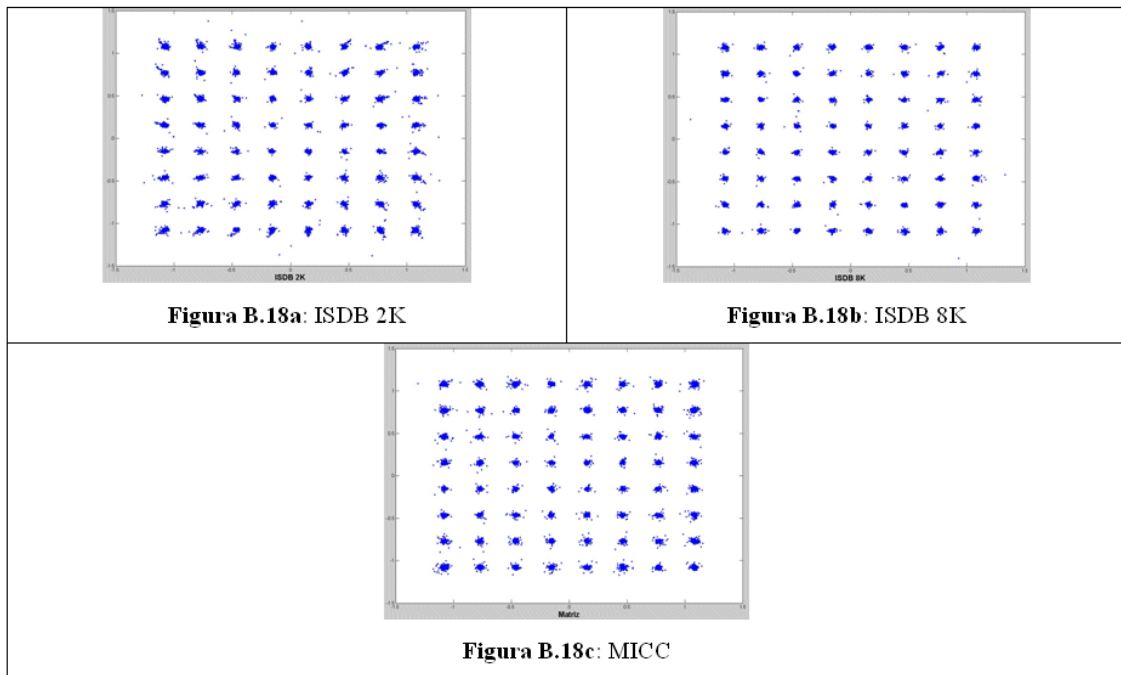 ISDB 2K
Figura B.18a: ISDB 2K
ISDB 8K
Figura B.18b: ISDB 8K
Matriz
Figura B.18c: MICC